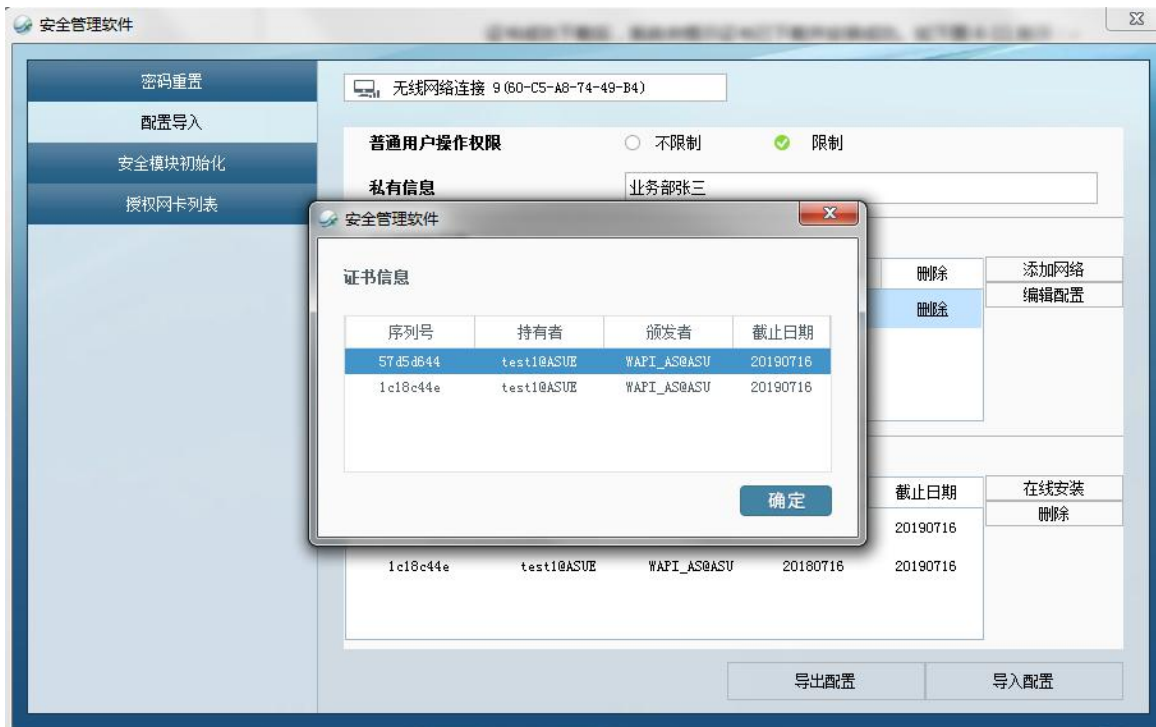 安全管理软件
密码重置
配置导入
安全模块初始化
授权网卡列表
无线网络连接 9(60-C5-A8-74-49-B4)
普通用户操作权限 不限制 限制
私有信息 业务部张三
删除 添加网络
删除 编辑配置
安全管理软件
证书信息
序列号 持有者 颁发者 截止日期
57d5d644 test1@ASUE WAPI_AS@ASU 20190716
1c18c44e test1@ASUE WAPI_AS@ASU 20190716
确定
截止日期 在线安装
删除
20190716
1c18c44e test1@ASUE WAPI_AS@ASU 20180716 20190716
导出配置 导入配置